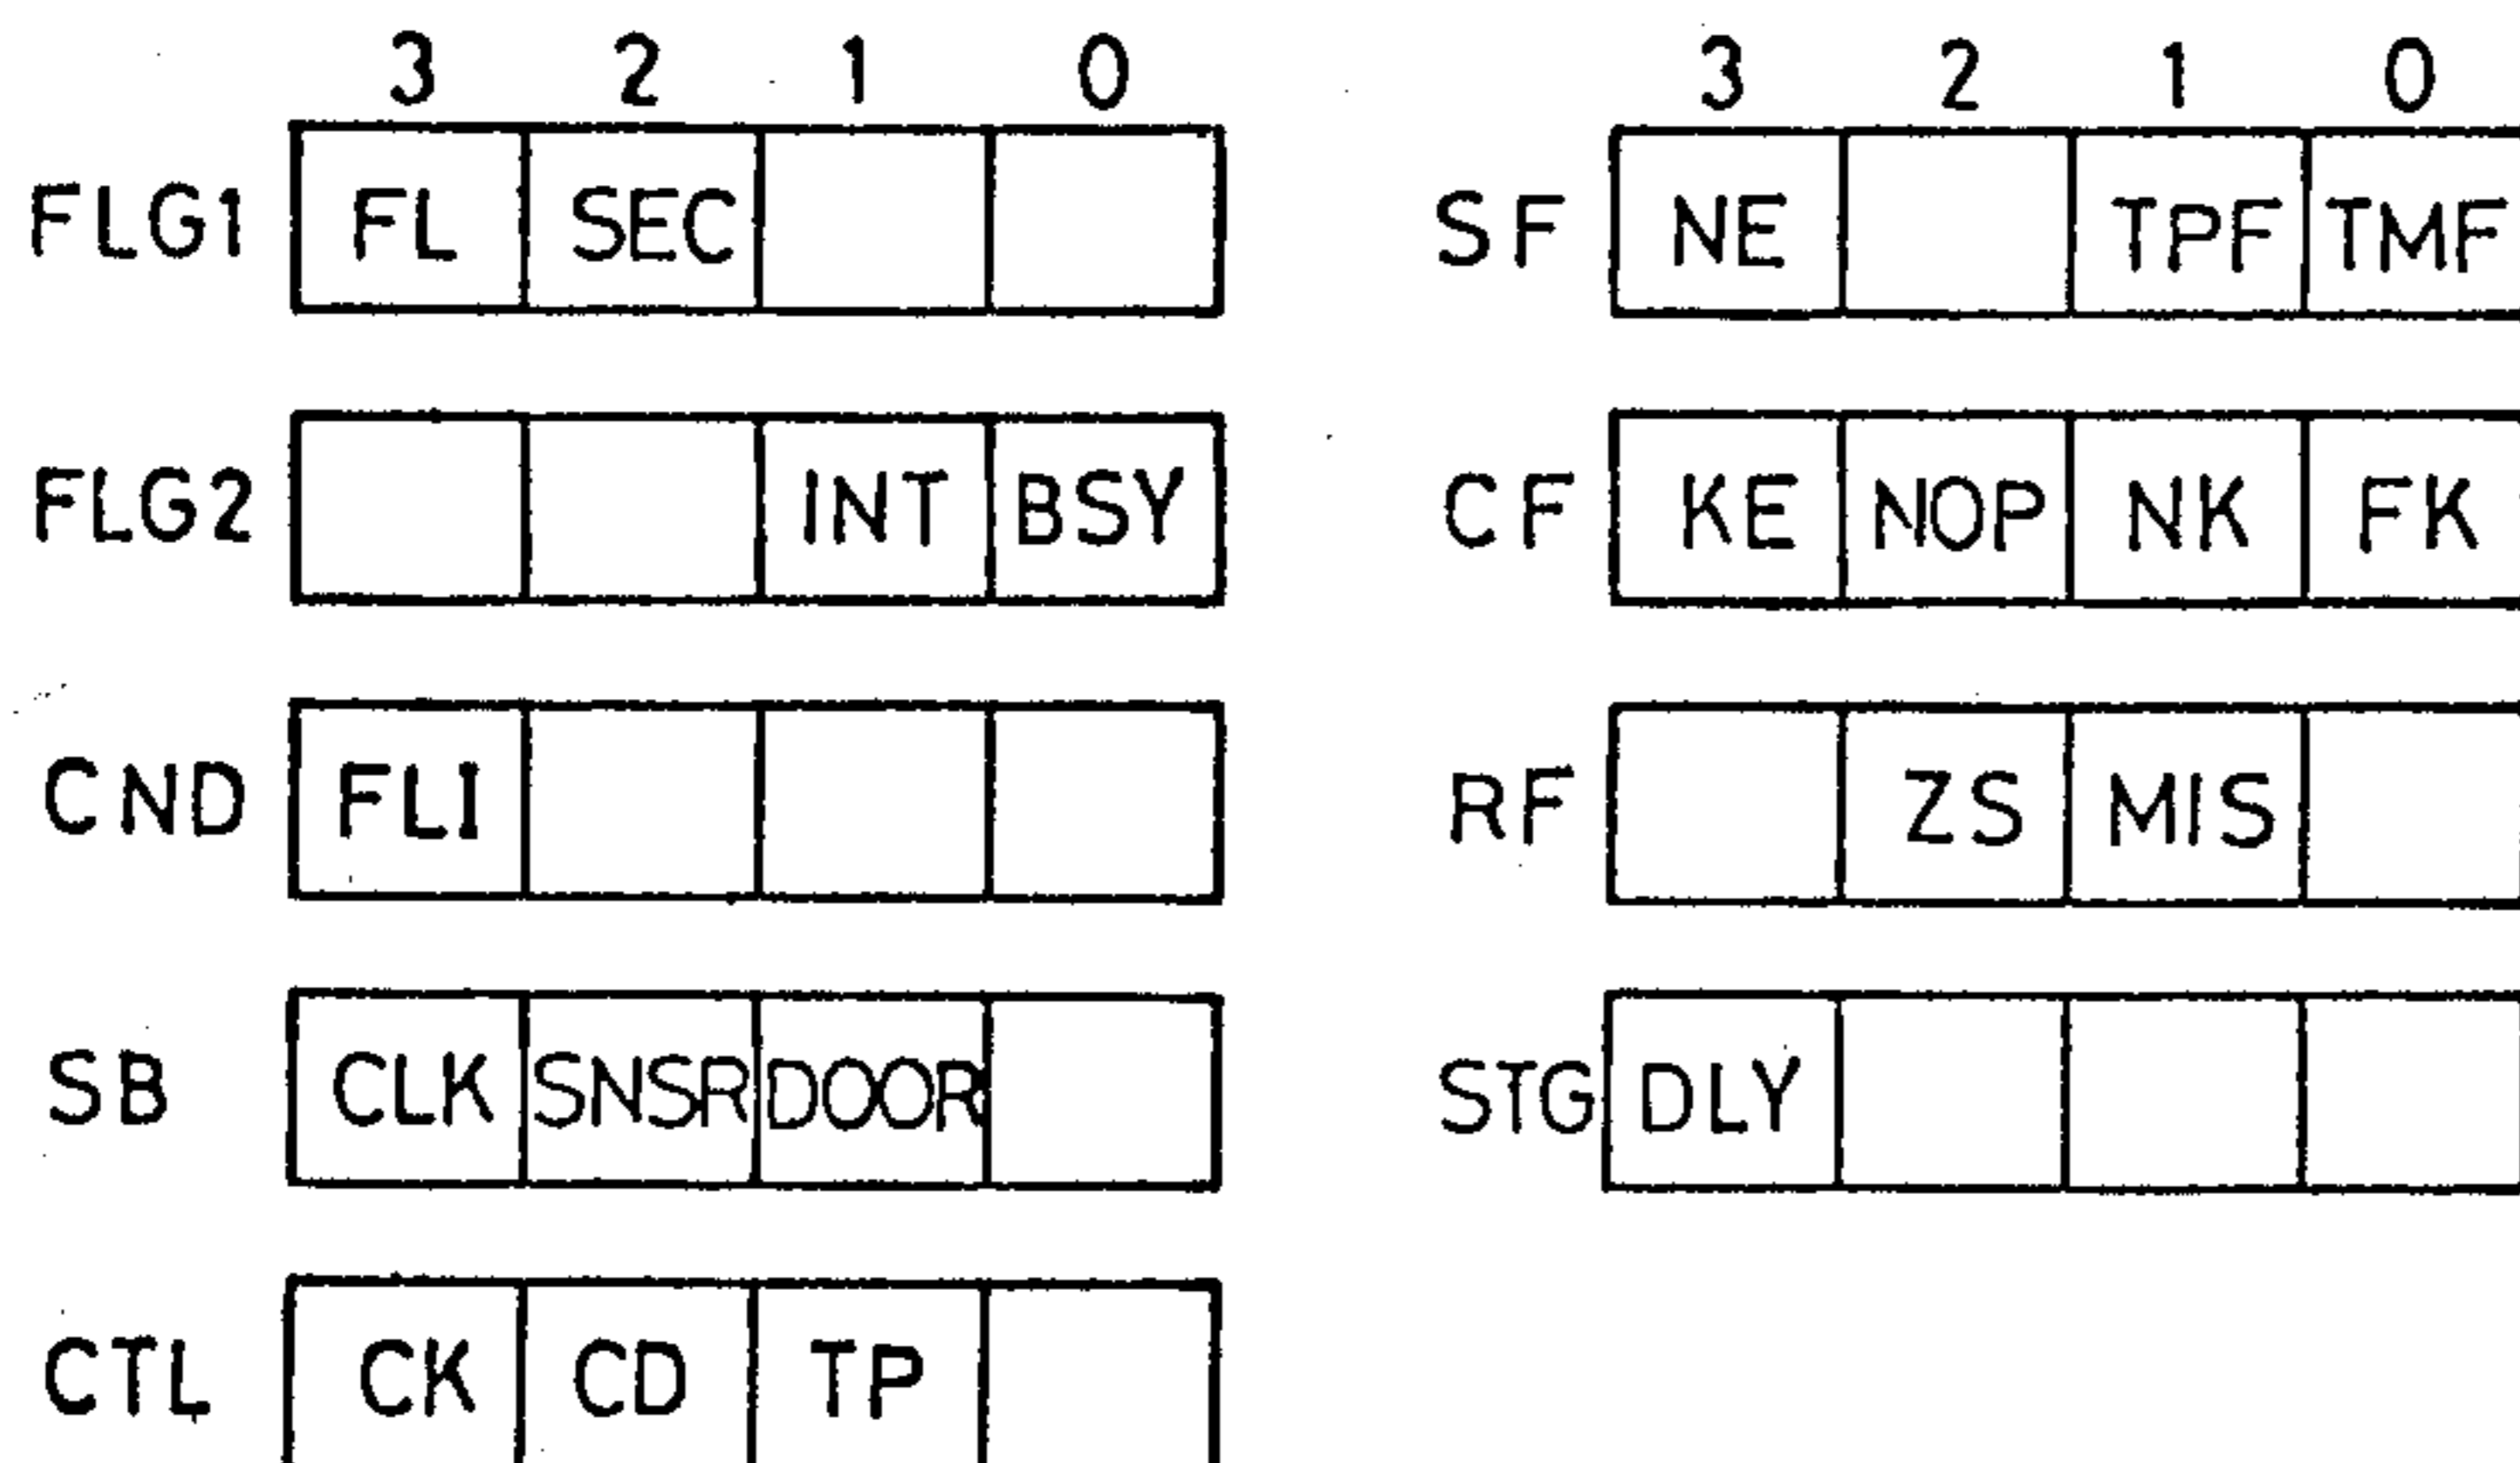 3 2 1 0 3 2 1 0
FLG1 FL SEC SF NE TPF TMF
FLG2 INT BSY CF KE NOP NK FK
CND FLI RF ZS MIS
SB CLK SNSR DOOR STG DLY
CTL CK CD TP